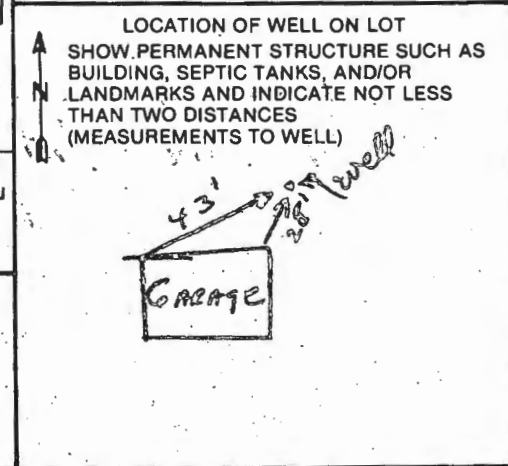 LOCATION OF WELL ON LOT
SHOW PERMANENT STRUCTURE SUCH AS
BUILDING, SEPTIC TANKS, AND/OR
N LANDMARKS AND INDICATE NOT LESS
THAN TWO DISTANCES
(MEASUREMENTS TO WELL)
43'
well
GARAGE